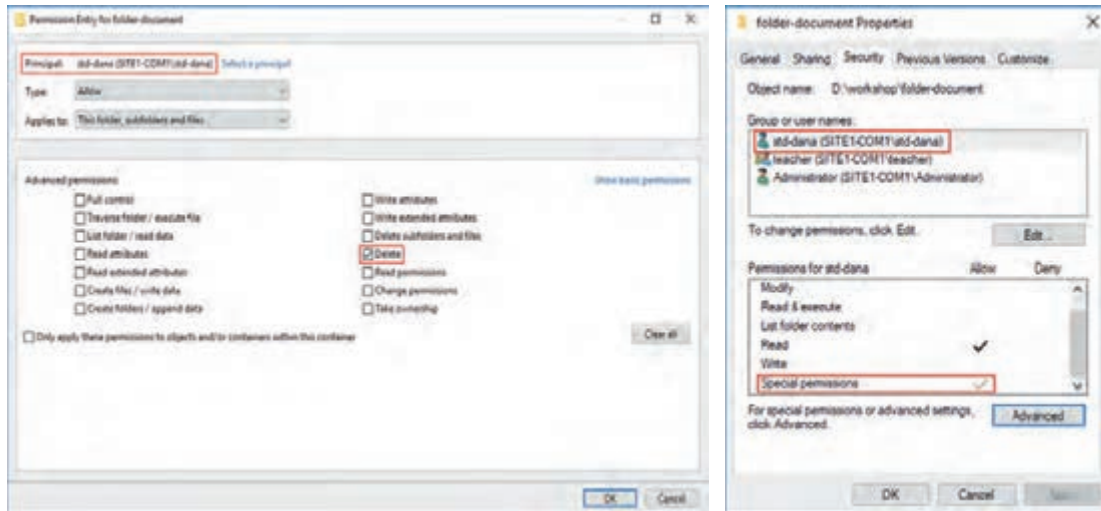 Permission Entry for folder-document
Principal: std-dana (SITE1-COM1\std-dana) Select a principal
Type: Allow
Applies to: This folder, subfolders and files
Advanced permissions
Show basic permissions
Full control
Traverse folder / execute file
List folder / read data
Read attributes
Read extended attributes
Create files / write data
Create folders / append data
Write attributes
Write extended attributes
Delete subfolders and files
Delete
Read permissions
Change permissions
Take ownership
Only apply these permissions to objects and/or containers within this container
Clear all
OK Cancel
folder-document Properties
General Sharing Security Previous Versions Customize
Object name: D:\workshop\folder-document
Group or user names:
std-dana (SITE1-COM1\std-dana)
teacher (SITE1-COM1\teacher)
Administrator (SITE1-COM1\Administrator)
To change permissions, click Edit.
Edit...
Permissions for std-dana Allow Deny
Modify
Read & execute
List folder contents
Read
Write
Special permissions
For special permissions or advanced settings,
click Advanced.
Advanced
OK Cancel